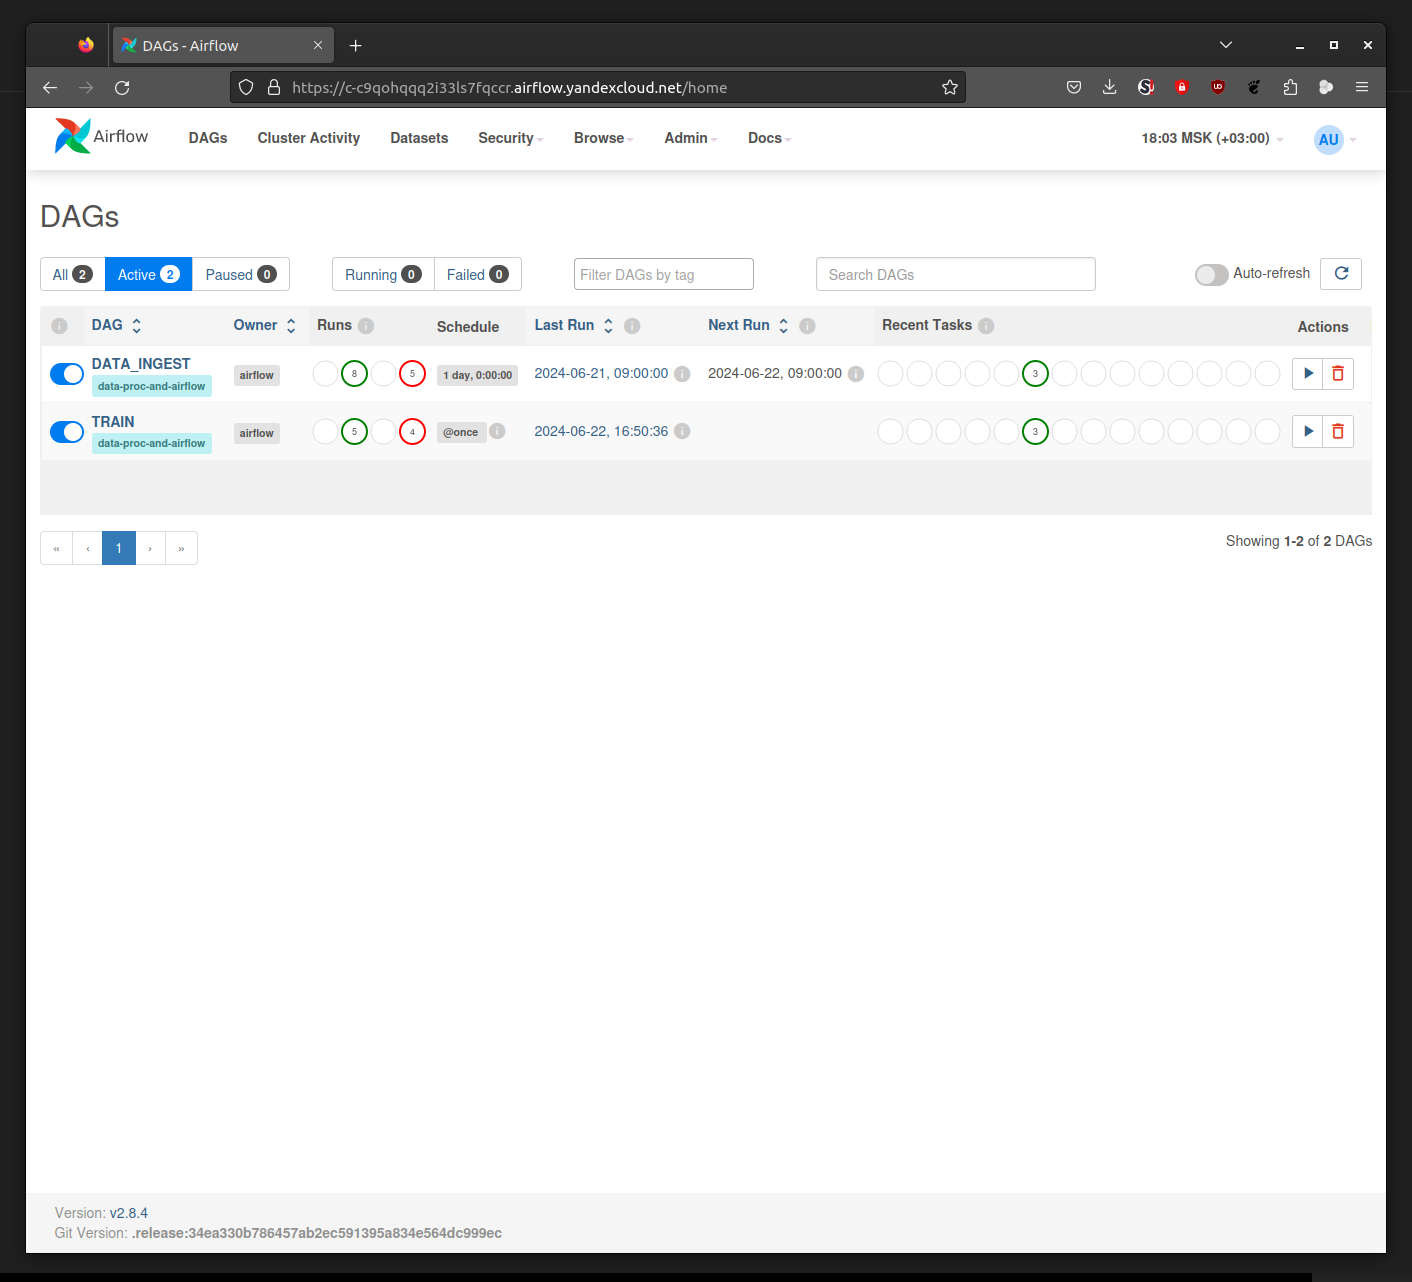 DAGs - Airflow
https://c-c9qohqqq2i33ls7fqccr.airflow.yandexcloud.net/home
Airflow DAGs Cluster Activity Datasets Security Browse Admin Docs 18:03 MSK (+03:00) AU
DAGs
All 2 Active 2 Paused 0 Running 0 Failed 0 Filter DAGs by tag Search DAGs Auto-refresh
DAG Owner Runs Schedule Last Run Next Run Recent Tasks Actions
DATA_INGEST
data-proc-and-airflow
airflow 8 5 1 day, 0:00:00 2024-06-21, 09:00:00 2024-06-22, 09:00:00 3
TRAIN
data-proc-and-airflow
airflow 5 4 @once 2024-06-22, 16:50:36 3
« ‹ 1 › » Showing 1-2 of 2 DAGs
Version: v2.8.4
Git Version: .release:34ea330b786457ab2ec591395a834e564dc999ec